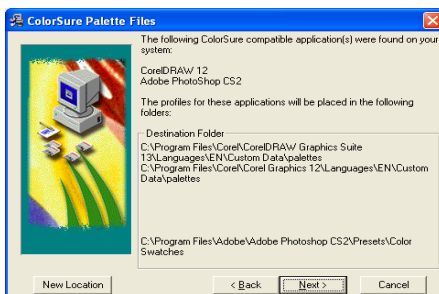 ColorSure Palette Files
The following ColorSure compatible application(s) were found on your
system:
CorelDRAW 12
Adobe PhotoShop CS2
The profiles for these applications will be placed in the following
folders:
Destination Folder
C:\Program Files\Corel\CorelDRAW Graphics Suite
13\Languages\EN\Custom Data\palettes
C:\Program Files\Corel\Corel Graphics 12\Languages\EN\Custom
Data\palettes
C:\Program Files\Adobe\Adobe Photoshop CS2\Presets\Color
Swatches
New Location
< Back
Next >
Cancel